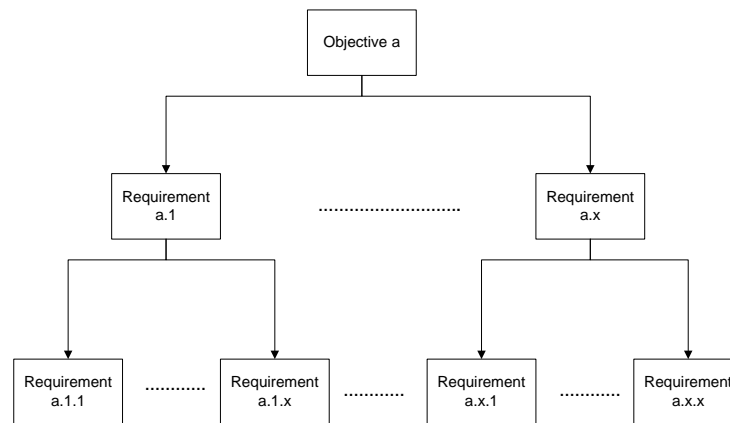 Objective a
Requirement
a.1
Requirement
a.x
Requirement
a.1.1
Requirement
a.1.x
Requirement
a.x.1
Requirement
a.x.x